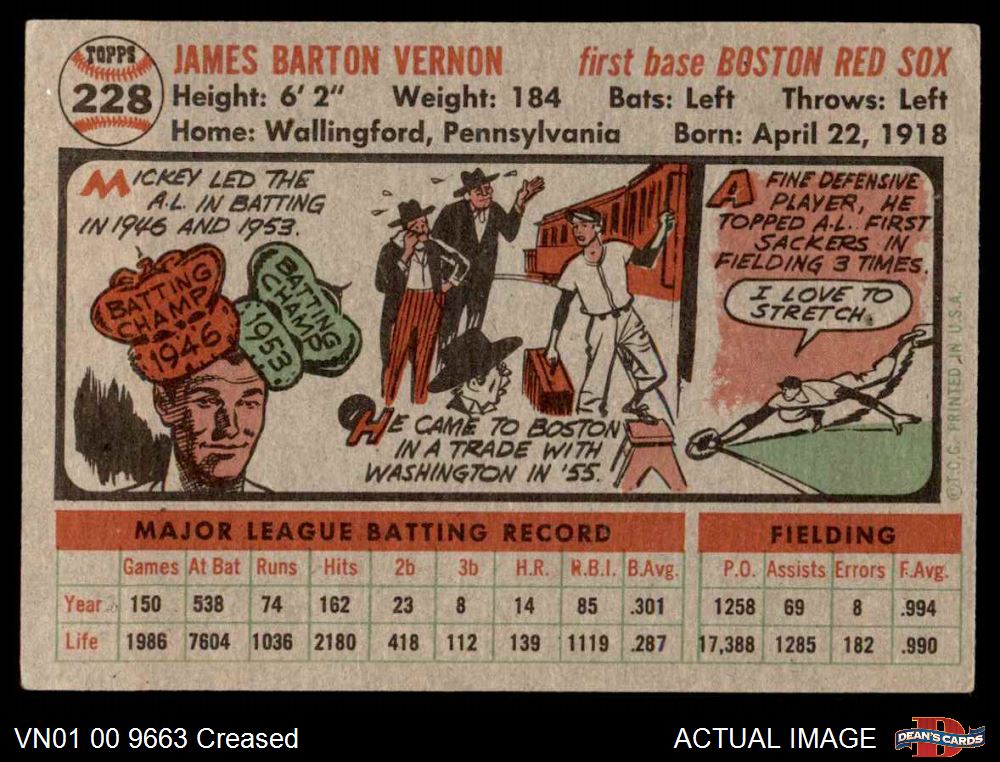 TOPPS
228
JAMES BARTON VERNON
first base BOSTON RED SOX
Height: 6' 2" Weight: 184 Bats: Left Throws: Left
Home: Wallingford, Pennsylvania Born: April 22, 1918
MICKEY LED THE
A.L. IN BATTING
IN 1946 AND 1953.
BATTING
CHAMP
1946
BATTING
CHAMP
1953
HE CAME TO BOSTON
IN A TRADE WITH
WASHINGTON IN '55.
A FINE DEFENSIVE
PLAYER, HE
TOPPED A.L. FIRST
SACKERS IN
FIELDING 3 TIMES.
I LOVE TO
STRETCH.
© T.C.G. PRINTED IN U.S.A.
MAJOR LEAGUE BATTING RECORD
FIELDING
Games At Bat Runs Hits 2b 3b H.R. R.B.I. B.Avg. P.O. Assists Errors F.Avg.
Year 150 538 74 162 23 8 14 85 .301 1258 69 8 .994
Life 1986 7604 1036 2180 418 112 139 1119 .287 17,388 1285 182 .990
VN01 00 9663 Creased
ACTUAL IMAGE
D
DEAN'S CARDS